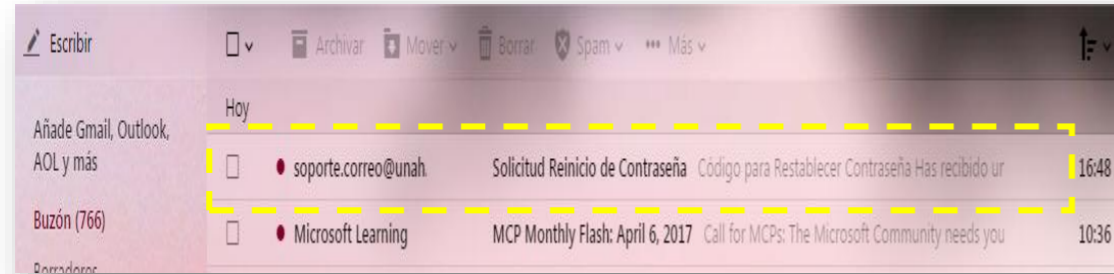 Escribir
Archivar Mover Borrar Spam ••• Más
Hoy
Añade Gmail, Outlook,
AOL y más
soporte.correo@unah. Solicitud Reinicio de Contraseña Código para Restablecer Contraseña Has recibido ur 16:48
Buzón (766)
Microsoft Learning MCP Monthly Flash: April 6, 2017 Call for MCPs: The Microsoft Community needs you 10:36
Borradores